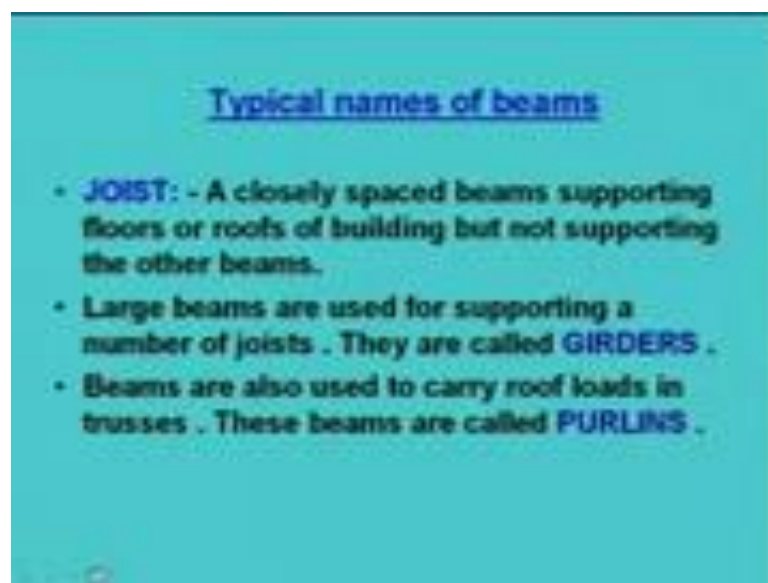 Typical names of beams
• JOIST: - A closely spaced beams supporting
floors or roofs of building but not supporting
the other beams.
• Large beams are used for supporting a
number of joists . They are called GIRDERS .
• Beams are also used to carry roof loads in
trusses . These beams are called PURLINS .